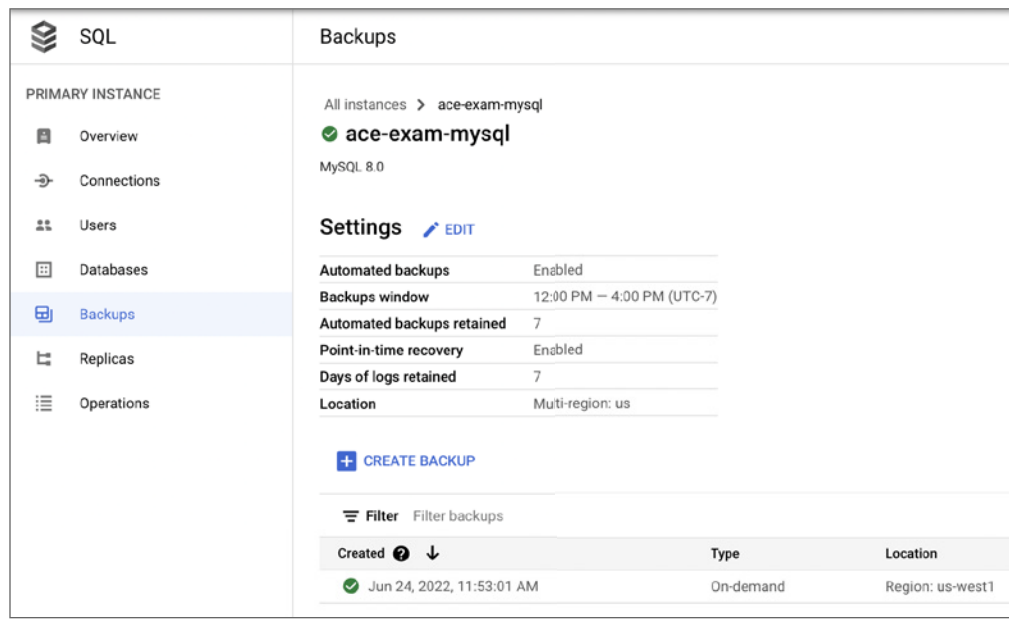 SQL
Backups
PRIMARY INSTANCE
Overview
Connections
Users
Databases
Backups
Replicas
Operations
All instances > ace-exam-mysql
ace-exam-mysql
MySQL 8.0
Settings EDIT
Automated backups Enabled
Backups window 12:00 PM — 4:00 PM (UTC-7)
Automated backups retained 7
Point-in-time recovery Enabled
Days of logs retained 7
Location Multi-region: us
CREATE BACKUP
Filter Filter backups
Created ? Type Location
Jun 24, 2022, 11:53:01 AM On-demand Region: us-west1